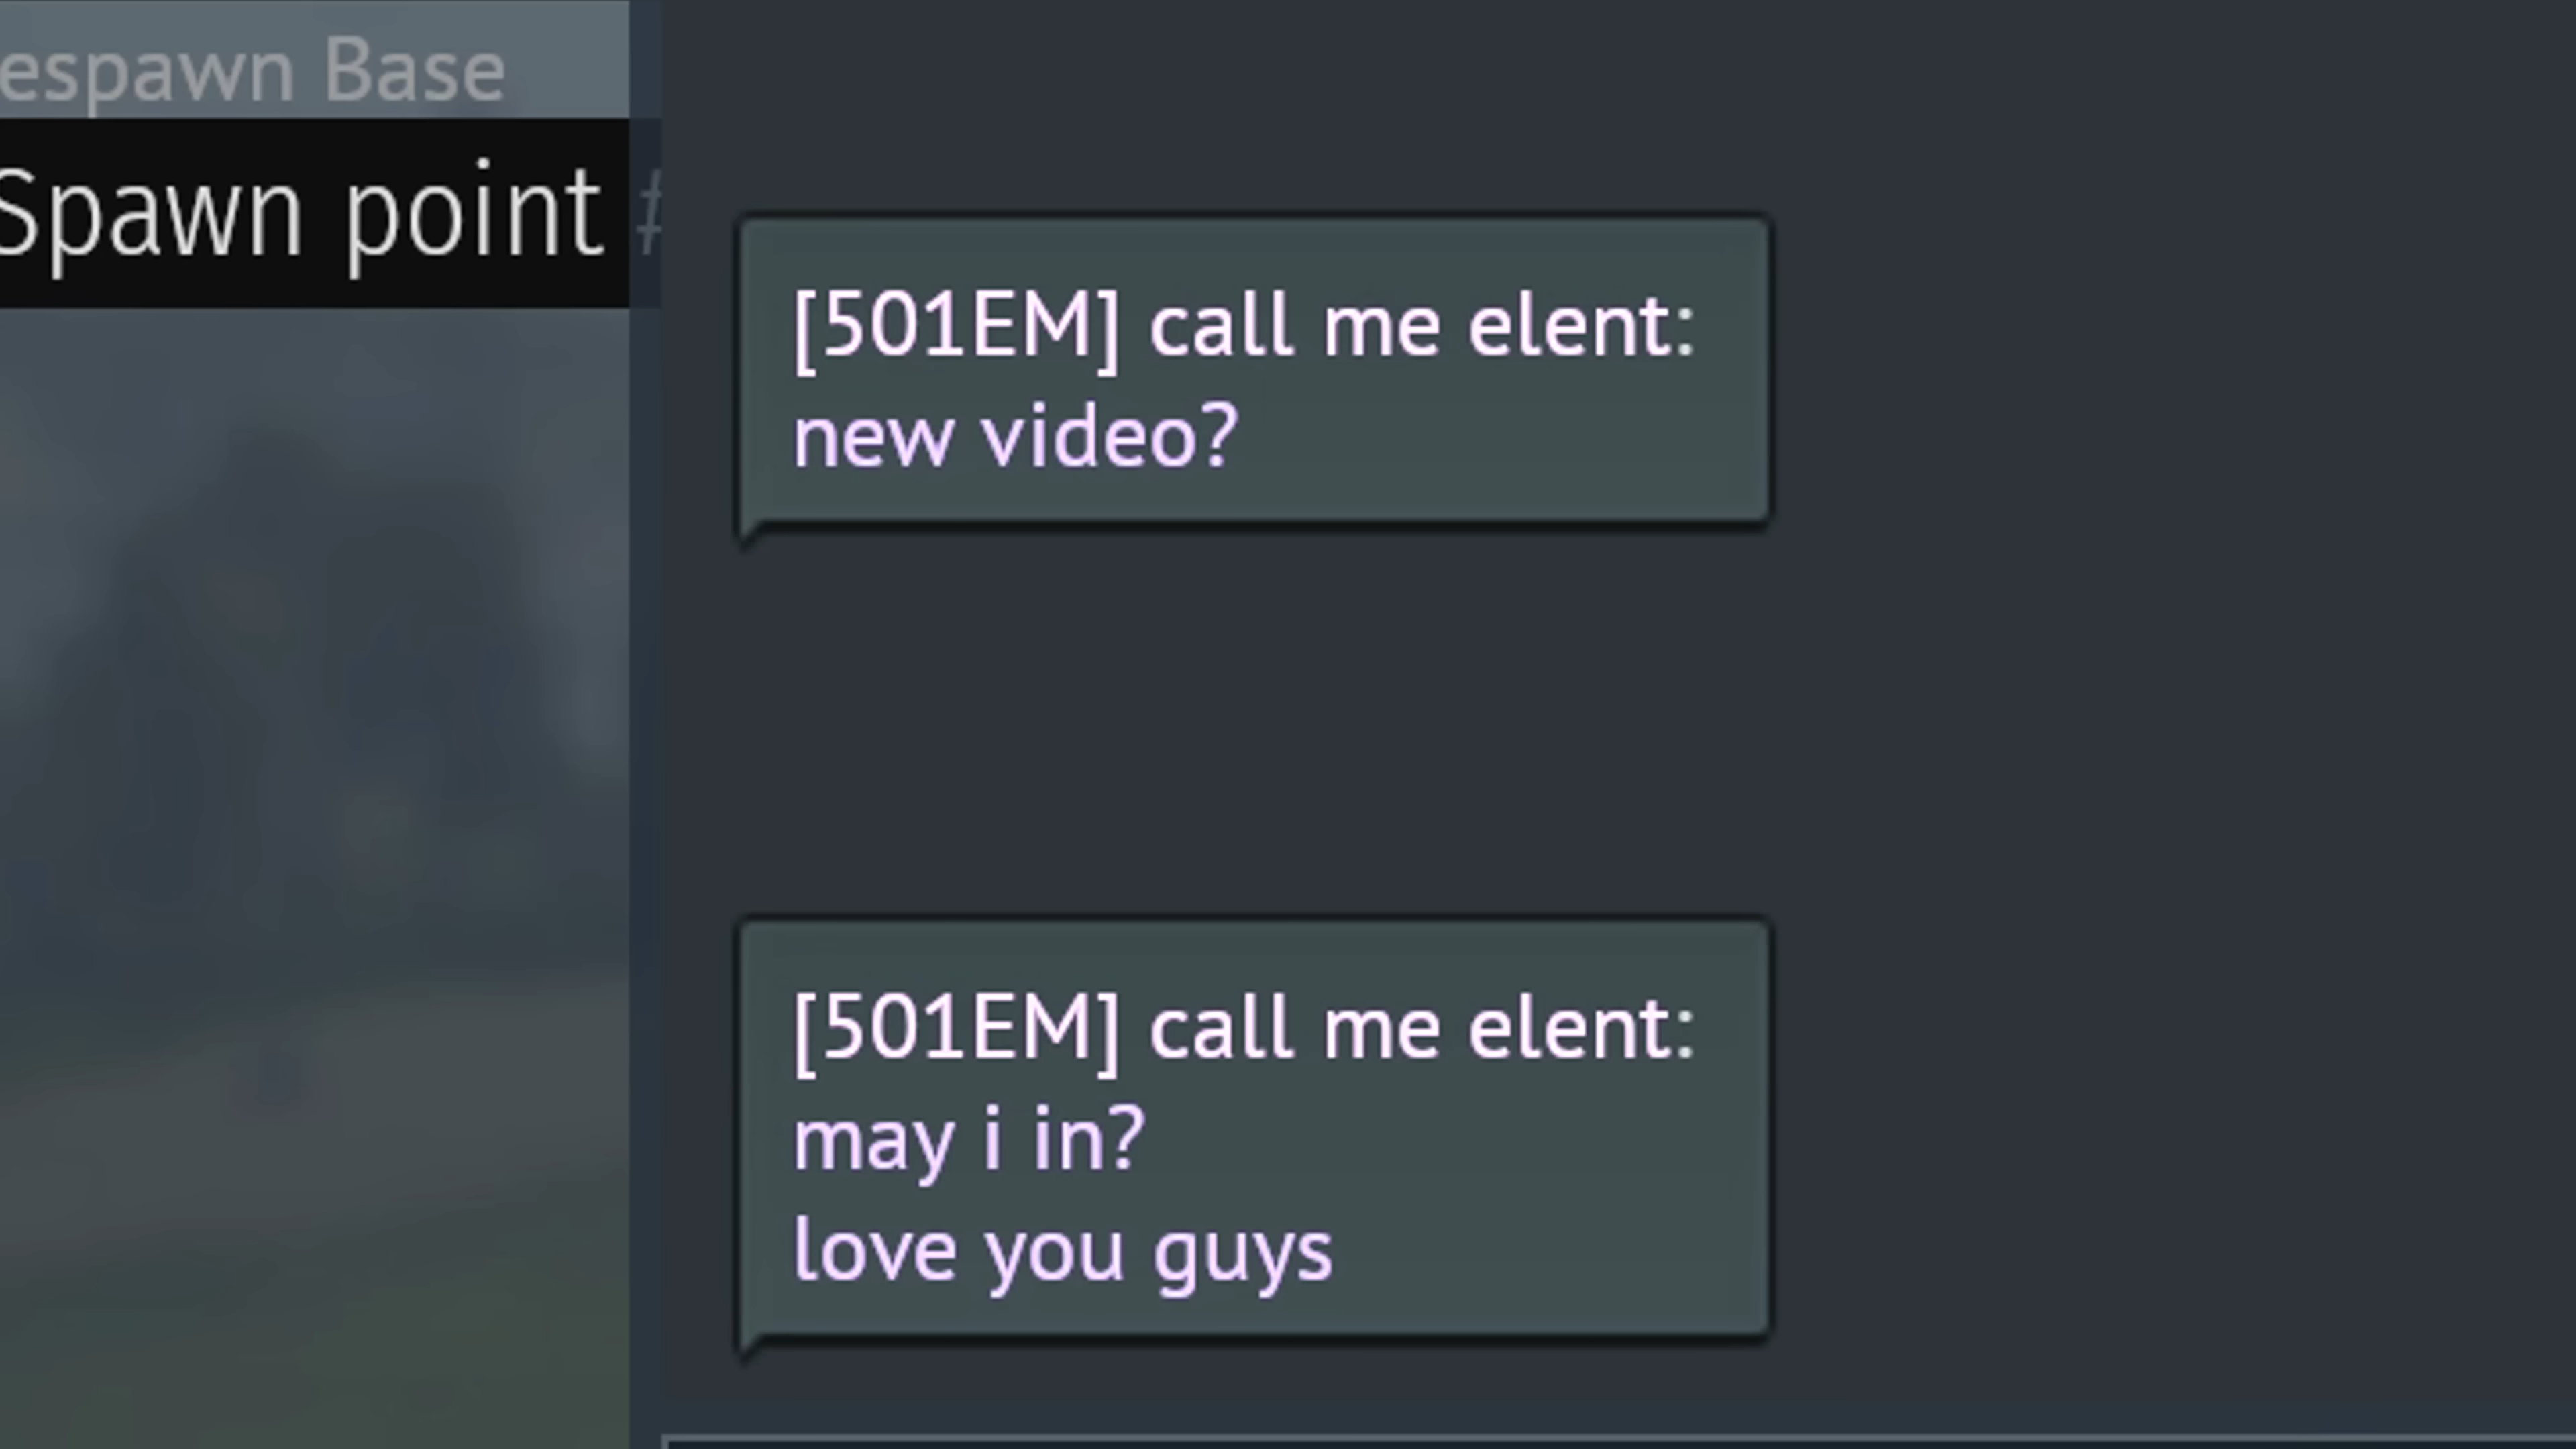 espawn Base
Spawn point #
[501EM] call me elent:
new video?
[501EM] call me elent:
may i in?
love you guys